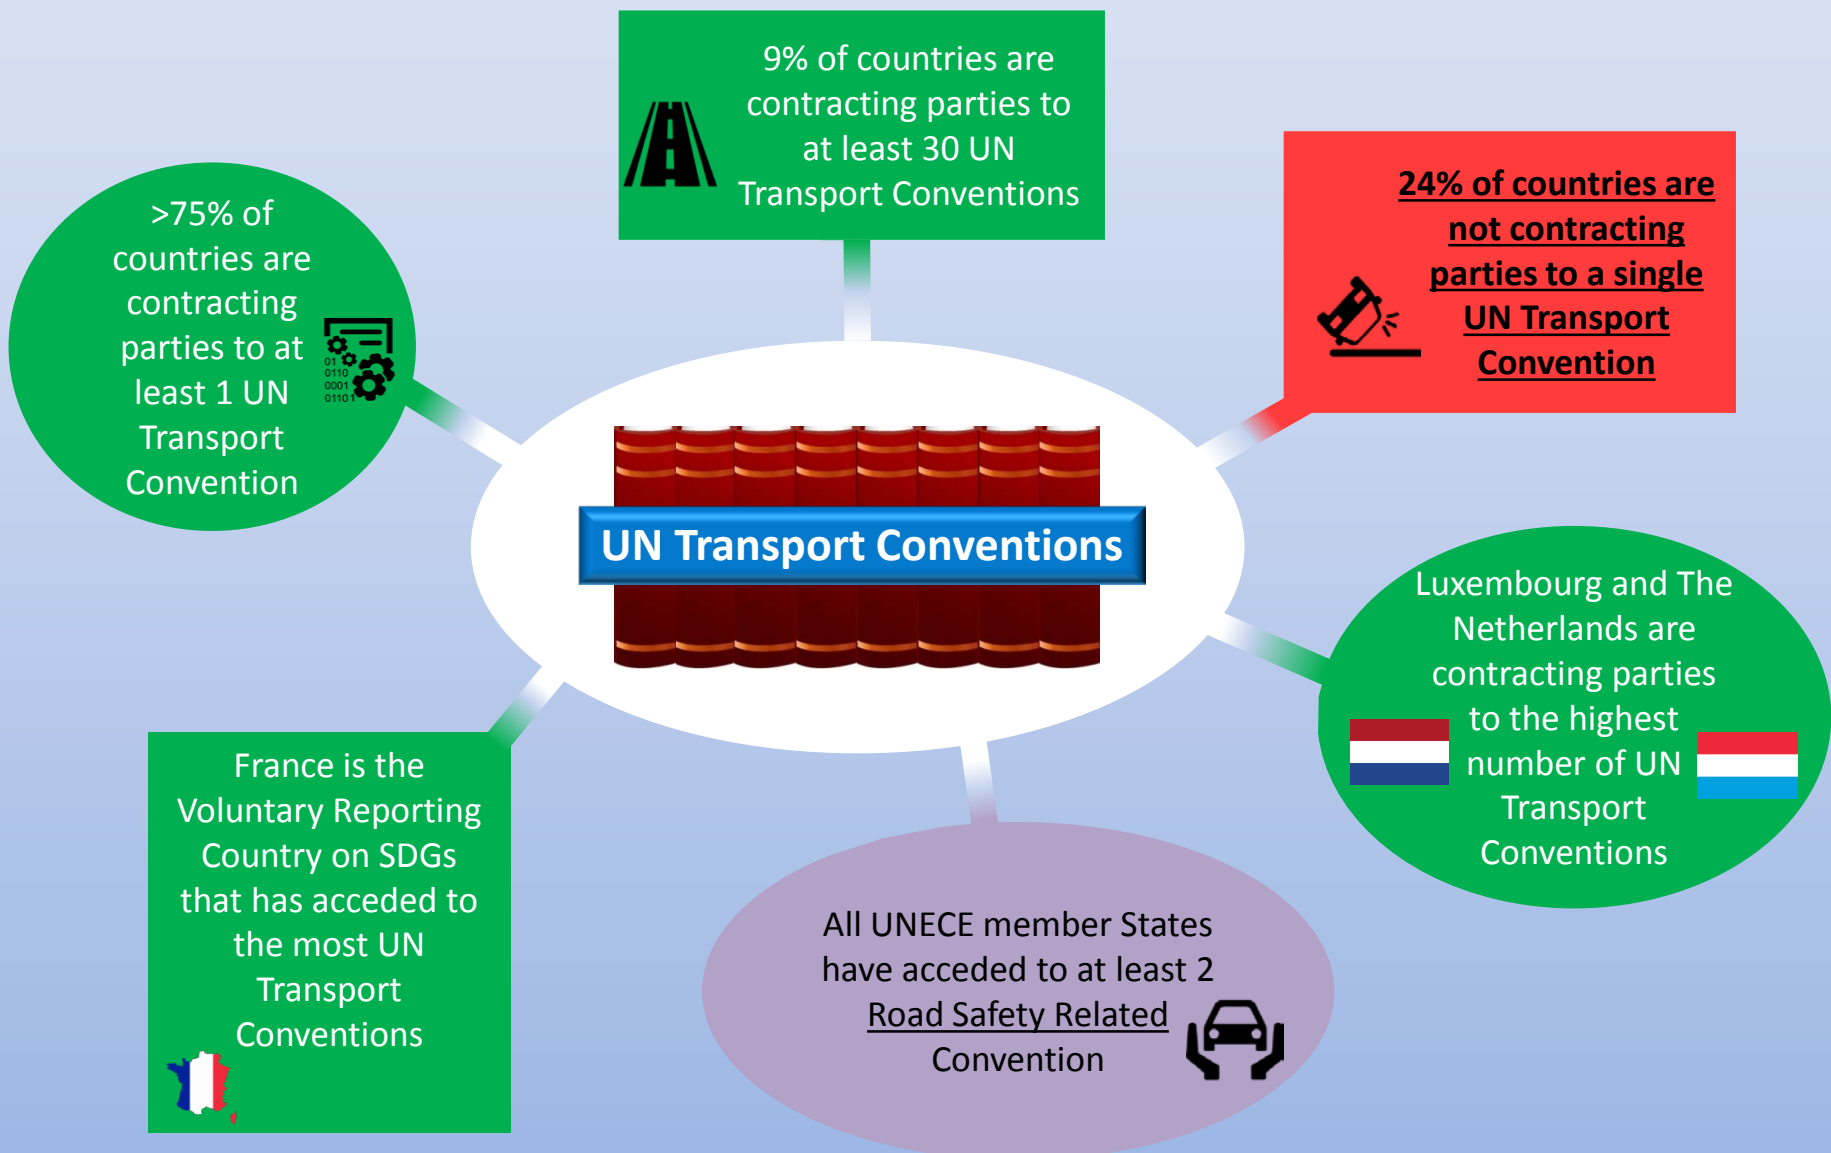 9% of countries are
contracting parties to
at least 30 UN
Transport Conventions
>75% of
countries are
contracting
parties to at
least 1 UN
Transport
Convention
01
0110
0001
01101
24% of countries are
not contracting
parties to a single
UN Transport
Convention
UN Transport Conventions
Luxembourg and The
Netherlands are
contracting parties
to the highest
number of UN
Transport
Conventions
France is the
Voluntary Reporting
Country on SDGs
that has acceded to
the most UN
Transport
Conventions
All UNECE member States
have acceded to at least 2
Road Safety Related
Convention